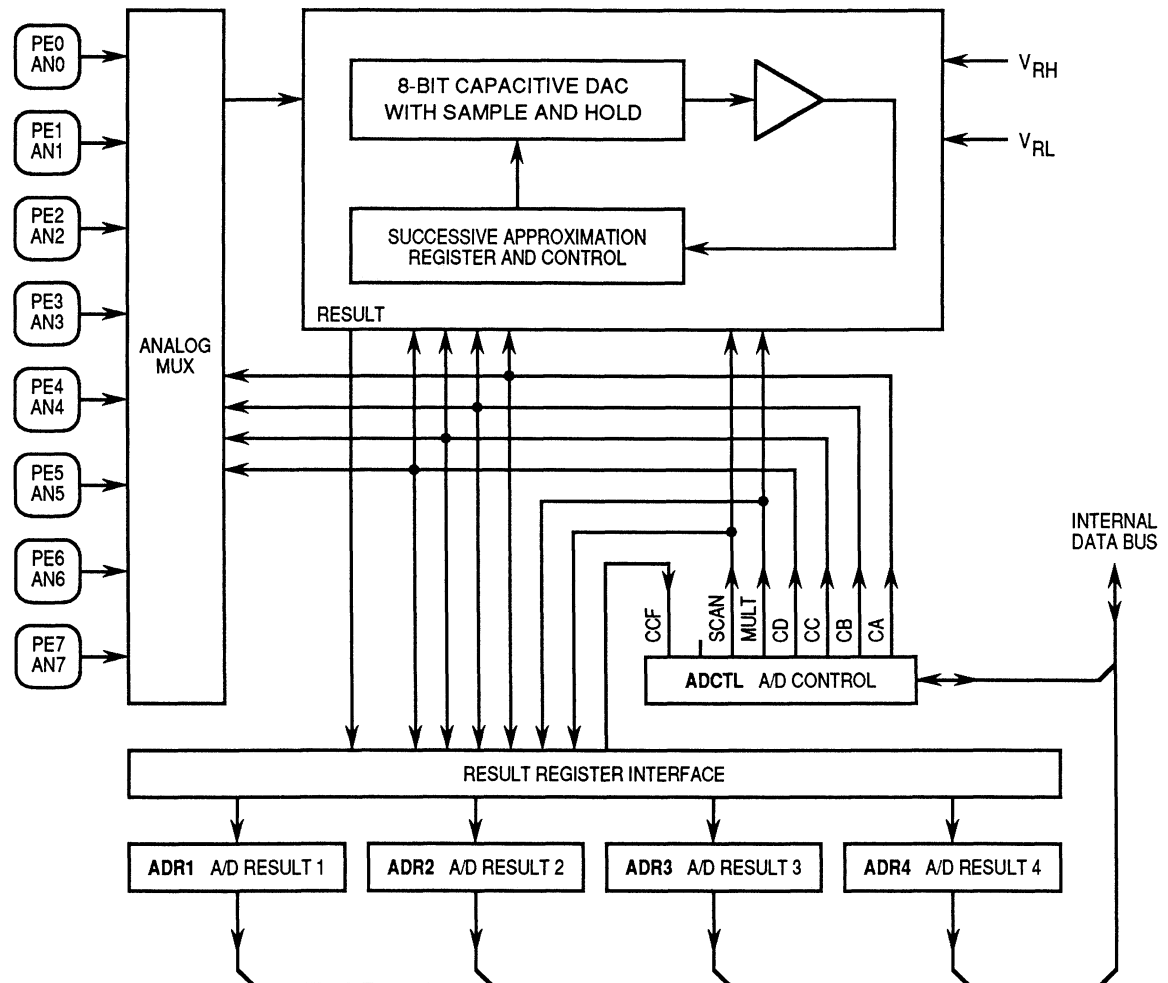 PE0
AN0
PE1
AN1
PE2
AN2
PE3
AN3
PE4
AN4
PE5
AN5
PE6
AN6
PE7
AN7
ANALOG
MUX
8-BIT CAPACITIVE DAC
WITH SAMPLE AND HOLD
SUCCESSIVE APPROXIMATION
REGISTER AND CONTROL
RESULT
VRH
VRL
INTERNAL
DATA BUS
CCF
SCAN
MULT
CD
CC
CB
CA
ADCTL A/D CONTROL
RESULT REGISTER INTERFACE
ADR1 A/D RESULT 1
ADR2 A/D RESULT 2
ADR3 A/D RESULT 3
ADR4 A/D RESULT 4